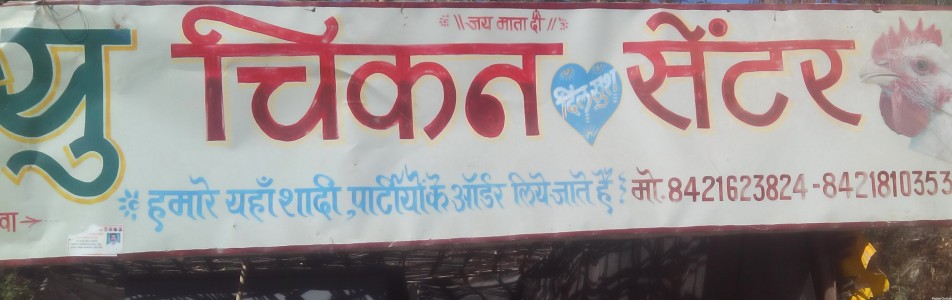 ॥ जय माता दी ॥
चिकन दिल खुश सेंटर
हमारे यहाँ शादी, पार्टीयों के ऑर्डर लिये जाते हैं मो. 8421623824 - 8421810353